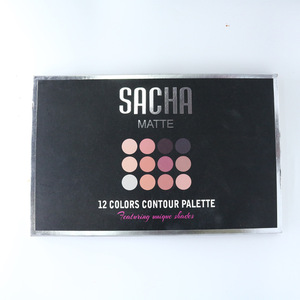 SACHA
MATTE
12 COLORS CONTOUR PALETTE
Featuring unique shades